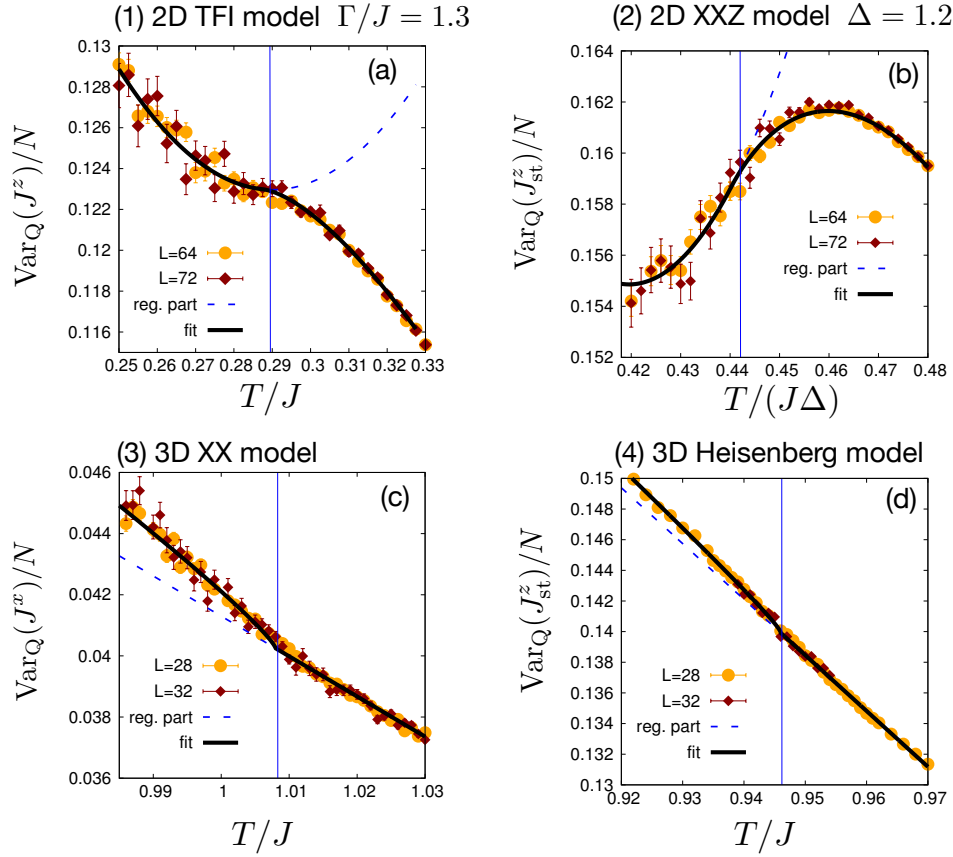 (1) 2D TFI model Γ/J = 1.3
(a)
Var_Q(J^z)/N
0.13
0.128
0.126
0.124
0.122
0.12
0.118
0.116
L=64
L=72
reg. part
fit
0.25 0.26 0.27 0.28 0.29 0.3 0.31 0.32 0.33
T/J
(2) 2D XXZ model Δ = 1.2
(b)
Var_Q(J^z_st)/N
0.164
0.162
0.16
0.158
0.156
0.154
0.152
L=64
L=72
reg. part
fit
0.42 0.43 0.44 0.45 0.46 0.47 0.48
T/(JΔ)
(3) 3D XX model
(c)
Var_Q(J^x)/N
0.046
0.044
0.042
0.04
0.038
0.036
L=28
L=32
reg. part
fit
0.99 1 1.01 1.02 1.03
T/J
(4) 3D Heisenberg model
(d)
Var_Q(J^z_st)/N
0.15
0.148
0.146
0.144
0.142
0.14
0.138
0.136
0.134
0.132
0.13
L=28
L=32
reg. part
fit
0.92 0.93 0.94 0.95 0.96 0.97
T/J